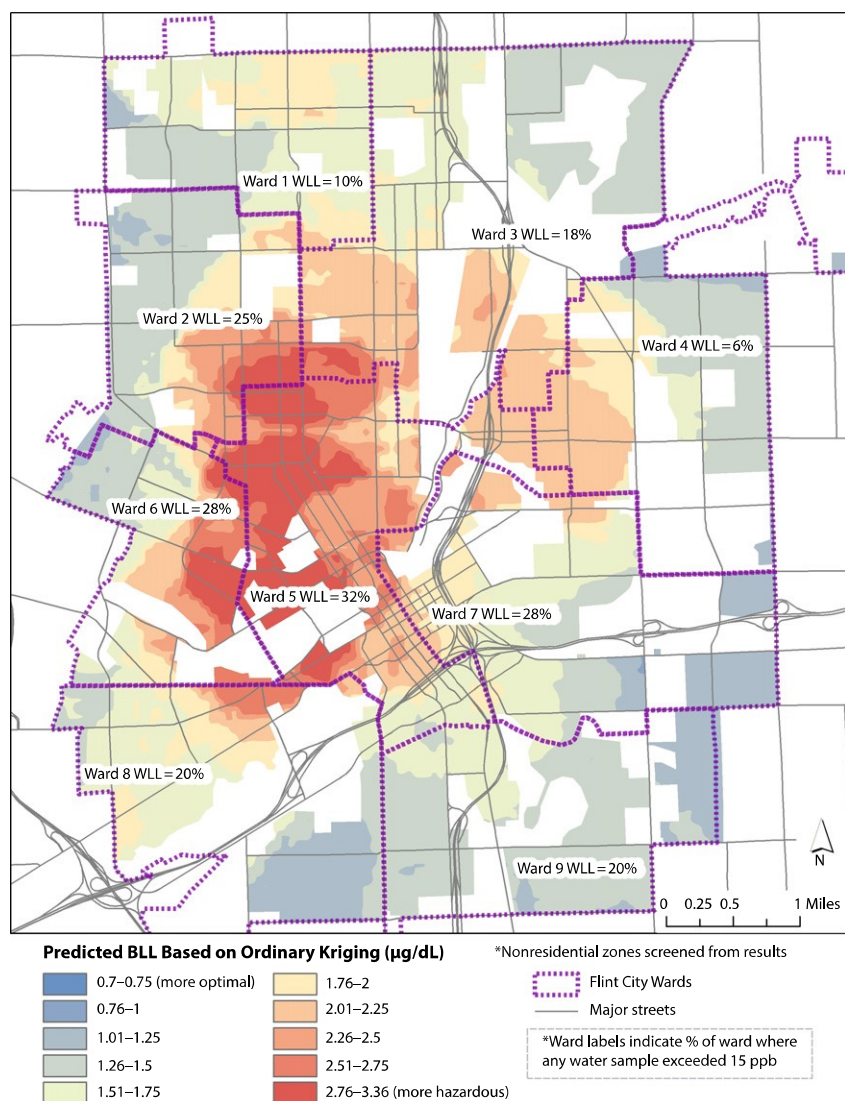 Ward 1 WLL = 10%
Ward 3 WLL = 18%
Ward 2 WLL = 25%
Ward 4 WLL = 6%
Ward 6 WLL = 28%
Ward 5 WLL = 32%
Ward 7 WLL = 28%
Ward 8 WLL = 20%
Ward 9 WLL = 20%
N
0 0.25 0.5 1 Miles
Predicted BLL Based on Ordinary Kriging (µg/dL)
0.7–0.75 (more optimal)
0.76–1
1.01–1.25
1.26–1.5
1.51–1.75
1.76–2
2.01–2.25
2.26–2.5
2.51–2.75
2.76–3.36 (more hazardous)
*Nonresidential zones screened from results
Flint City Wards
Major streets
*Ward labels indicate % of ward where
any water sample exceeded 15 ppb